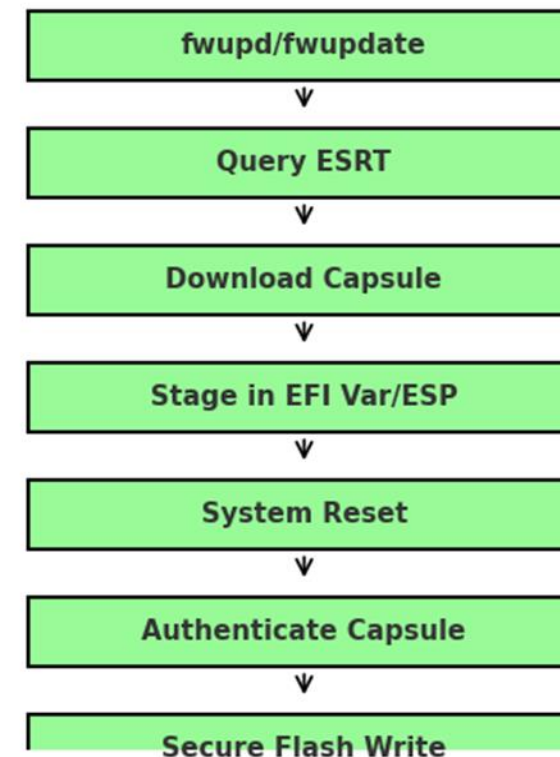 fwupd/fwupdate
Query ESRT
Download Capsule
Stage in EFI Var/ESP
System Reset
Authenticate Capsule
Secure Flash Write